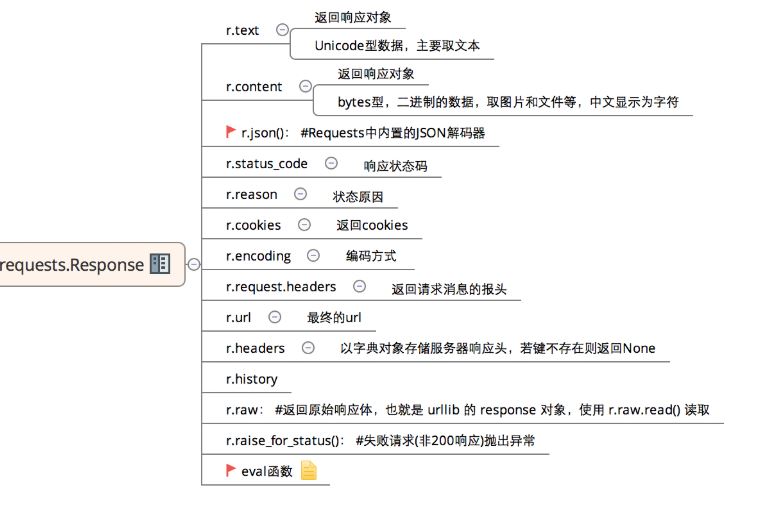 返回响应对象
r.text
Unicode型数据，主要取文本
返回响应对象
r.content
bytes型，二进制的数据，取图片和文件等，中文显示为字符
r.json()： #Requests中内置的JSON解码器
r.status_code 响应状态码
r.reason 状态原因
r.cookies 返回cookies
r.encoding 编码方式
requests.Response
r.request.headers 返回请求消息的报头
r.url 最终的url
r.headers 以字典对象存储服务器响应头，若键不存在则返回None
r.history
r.raw： #返回原始响应体，也就是 urllib 的 response 对象，使用 r.raw.read() 读取
r.raise_for_status()： #失败请求(非200响应)抛出异常
eval函数